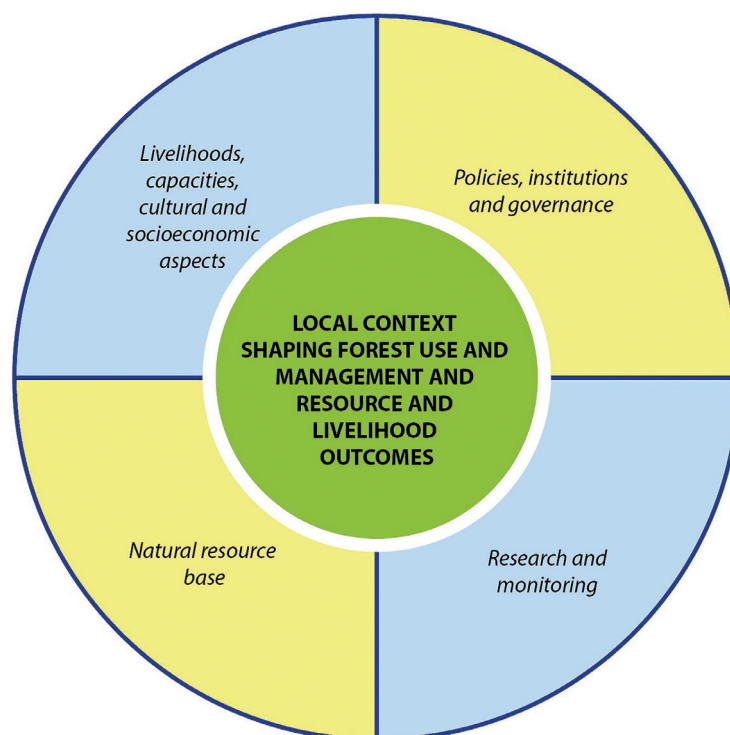 Livelihoods,
capacities,
cultural and
socioeconomic
aspects
Policies, institutions
and governance
LOCAL CONTEXT
SHAPING FOREST USE AND
MANAGEMENT AND
RESOURCE AND
LIVELIHOOD
OUTCOMES
Natural resource
base
Research and
monitoring